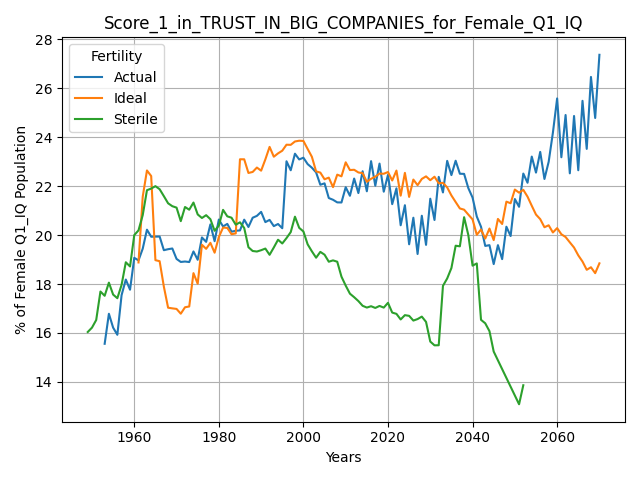 Score_1_in_TRUST_IN_BIG_COMPANIES_for_Female_Q1_IQ
Fertility
Actual
Ideal
Sterile
% of Female Q1_IQ Population
28
26
24
22
20
18
16
14
1960
1980
2000
2020
2040
2060
Years